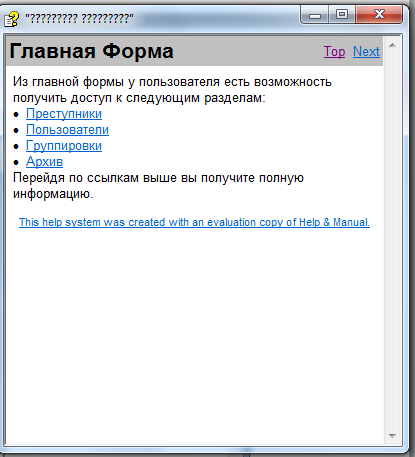 "????????? ?????????"
Главная Форма
Top Next
Из главной формы у пользователя есть возможность
получить доступ к следующим разделам:
• Преступники
• Пользователи
• Группировки
• Архив
Перейдя по ссылкам выше вы получите полную
информацию.
This help system was created with an evaluation copy of Help & Manual.